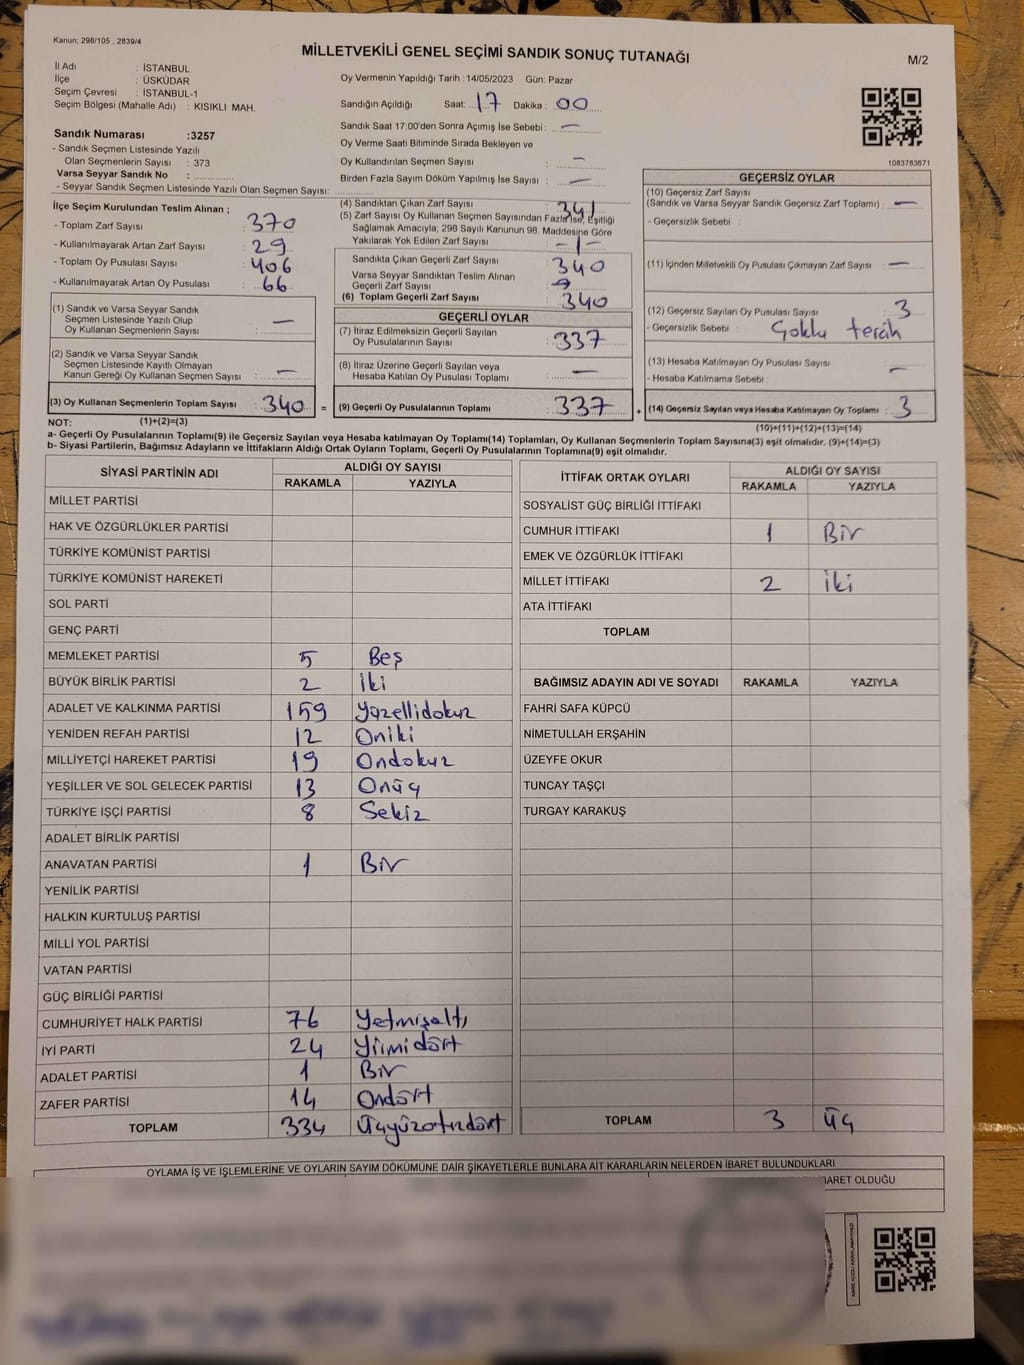 Kanun; 298/105 , 2839/4
MİLLETVEKİLİ GENEL SEÇİMİ SANDIK SONUÇ TUTANAĞI
M/2
İl Adı : İSTANBUL
İlçe : ÜSKÜDAR
Seçim Çevresi : İSTANBUL-1
Seçim Bölgesi (Mahalle Adı) : KISIKLI MAH.
Sandık Numarası :3257
- Sandık Seçmen Listesinde Yazılı
Olan Seçmenlerin Sayısı : 373
Varsa Seyyar Sandık No :
- Seyyar Sandık Seçmen Listesinde Yazılı Olan Seçmen Sayısı:
Oy Vermenin Yapıldığı Tarih : 14/05/2023 Gün: Pazar
Sandığın Açıldığı Saat: 17 Dakika : 00
Sandık Saat 17:00'den Sonra Açımış İse Sebebi : —
Oy Verme Saati Bitiminde Sırada Bekleyen ve
Oy Kullandırılan Seçmen Sayısı : —
Birden Fazla Sayım Döküm Yapılmış İse Sayısı : —
1083783671
İlçe Seçim Kurulundan Teslim Alınan ;
- Toplam Zarf Sayısı : 370
- Kullanılmayarak Artan Zarf Sayısı : 29
- Toplam Oy Pusulası Sayısı : 406
- Kullanılmayarak Artan Oy Pusulası : 66
(1) Sandık ve Varsa Seyyar Sandık
Seçmen Listesinde Yazılı Olup
Oy Kullanan Seçmenlerin Sayısı : —
(2) Sandık ve Varsa Seyyar Sandık
Seçmen Listesinde Kayıtlı Olmayan
Kanun Gereği Oy Kullanan Seçmen Sayısı : —
(3) Oy Kullanan Seçmenlerin Toplam Sayısı : 340 =
(4) Sandıktan Çıkan Zarf Sayısı : 341
(5) Zarf Sayısı Oy Kullanan Seçmen Sayısından Fazla İse, Eşitliği
Sağlamak Amacıyla; 298 Sayılı Kanunun 98. Maddesine Göre
Yakılarak Yok Edilen Zarf Sayısı : -1-
Sandıkta Çıkan Geçerli Zarf Sayısı : 340
Varsa Seyyar Sandıktan Teslim Alınan
Geçerli Zarf Sayısı :
(6) Toplam Geçerli Zarf Sayısı : 340
GEÇERLİ OYLAR
(7) İtiraz Edilmeksizin Geçerli Sayılan
Oy Pusulalarının Sayısı : 337
(8) İtiraz Üzerine Geçerli Sayılan veya
Hesaba Katılan Oy Pusulası Toplamı : —
(9) Geçerli Oy Pusulalarının Toplamı : 337 +
GEÇERSİZ OYLAR
(10) Geçersiz Zarf Sayısı
(Sandık ve Varsa Seyyar Sandık Geçersiz Zarf Toplamı) : —
- Geçersizlik Sebebi :
(11) İçinden Milletvekili Oy Pusulası Çıkmayan Zarf Sayısı : —
(12) Geçersiz Sayılan Oy Pusulası Sayısı : 3
- Geçersizlik Sebebi : Çoklu tercih
(13) Hesaba Katılmayan Oy Pusulası Sayısı : —
- Hesaba Katılmama Sebebi :
(14) Geçersiz Sayılan veya Hesaba Katılmayan Oy Toplamı : 3
NOT: (1)+(2)=(3)
(10)+(11)+(12)+(13)=(14)
a- Geçerli Oy Pusulalarının Toplamı(9) ile Geçersiz Sayılan veya Hesaba katılmayan Oy Toplamı(14) Toplamları, Oy Kullanan Seçmenlerin Toplam Sayısına(3) eşit olmalıdır. (9)+(14)=(3)
b- Siyasi Partilerin, Bağımsız Adayların ve İttifakların Aldığı Ortak Oyların Toplamı, Geçerli Oy Pusulalarının Toplamına(9) eşit olmalıdır.
SİYASİ PARTİNİN ADI ALDIĞI OY SAYISI
RAKAMLA YAZIYLA
MİLLET PARTİSİ
HAK VE ÖZGÜRLÜKLER PARTİSİ
TÜRKİYE KOMÜNİST PARTİSİ
TÜRKİYE KOMÜNİST HAREKETİ
SOL PARTİ
GENÇ PARTİ
MEMLEKET PARTİSİ 5 Beş
BÜYÜK BİRLİK PARTİSİ 2 İki
ADALET VE KALKINMA PARTİSİ 159 Yüzellidokuz
YENİDEN REFAH PARTİSİ 12 Oniki
MİLLİYETÇİ HAREKET PARTİSİ 19 Ondokuz
YEŞİLLER VE SOL GELECEK PARTİSİ 13 Onüç
TÜRKİYE İŞÇİ PARTİSİ 8 Sekiz
ADALET BİRLİK PARTİSİ
ANAVATAN PARTİSİ 1 Bir
YENİLİK PARTİSİ
HALKIN KURTULUŞ PARTİSİ
MİLLİ YOL PARTİSİ
VATAN PARTİSİ
GÜÇ BİRLİĞİ PARTİSİ
CUMHURİYET HALK PARTİSİ 76 Yetmişaltı
İYİ PARTİ 24 Yirmidört
ADALET PARTİSİ 1 Bir
ZAFER PARTİSİ 14 Ondört
TOPLAM 334 Üçyüzotuzdört
İTTİFAK ORTAK OYLARI ALDIĞI OY SAYISI
RAKAMLA YAZIYLA
SOSYALİST GÜÇ BİRLİĞİ İTTİFAKI
CUMHUR İTTİFAKI 1 Bir
EMEK VE ÖZGÜRLÜK İTTİFAKI
MİLLET İTTİFAKI 2 İki
ATA İTTİFAKI
TOPLAM
BAĞIMSIZ ADAYIN ADI VE SOYADI RAKAMLA YAZIYLA
FAHRİ SAFA KÜPCÜ
NİMETULLAH ERŞAHİN
ÜZEYFE OKUR
TUNCAY TAŞÇI
TURGAY KARAKUŞ
TOPLAM 3 Üç
OYLAMA İŞ VE İŞLEMLERİNE VE OYLARIN SAYIM DÖKÜMÜNE DAİR ŞİKAYETLERLE BUNLARA AİT KARARLARIN NELERDEN İBARET BULUNDUKLARI
BARET OLDUĞU